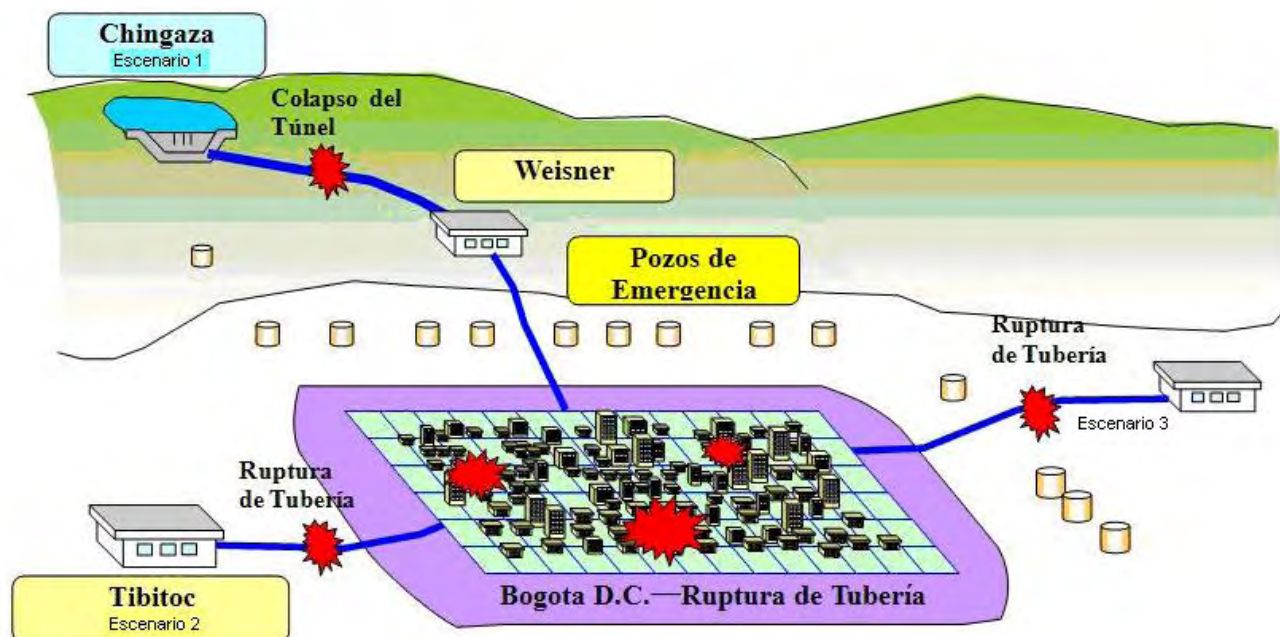 Chingaza
Escenario 1
Colapso del
Túnel
Weisner
Pozos de
Emergencia
Ruptura
de Tubería
Escenario 3
Ruptura
de Tubería
Tibitoc
Escenario 2
Bogota D.C.—Ruptura de Tubería